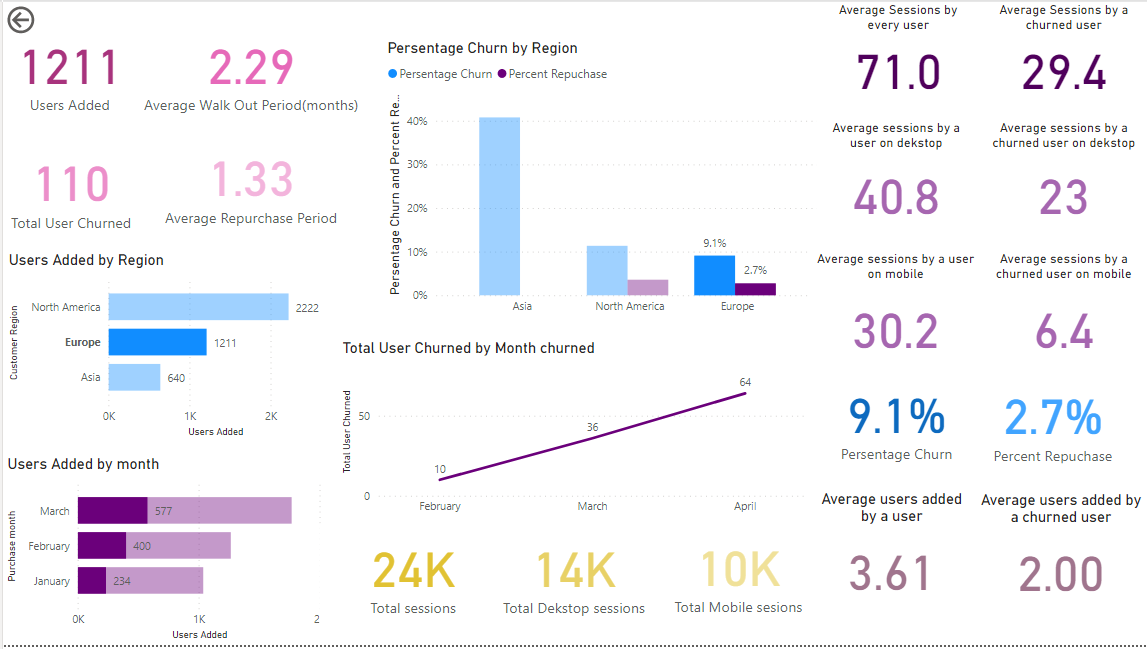 1211
Users Added
2.29
Average Walk Out Period(months)
110
Total User Churned
1.33
Average Repurchase Period
Users Added by Region
Customer Region
North America
2222
Europe
1211
Asia
640
0K
1K
2K
Users Added
Users Added by month
Purchase month
March
577
February
400
January
234
0K
1K
2
Users Added
Persentage Churn by Region
Persentage Churn
Percent Repuchase
Persentage Churn and Percent Re...
40%
30%
20%
10%
0%
9.1%
2.7%
Asia
North America
Europe
Total User Churned by Month churned
Total User Churned
50
0
10
36
64
February
March
April
24K
Total sessions
14K
Total Dekstop sessions
10K
Total Mobile sesions
Average Sessions by
every user
71.0
Average Sessions by a
churned user
29.4
Average sessions by a
user on dekstop
40.8
Average sessions by a
churned user on dekstop
23
Average sessions by a user
on mobile
30.2
Average sessions by a
churned user on mobile
6.4
9.1%
Persentage Churn
2.7%
Percent Repuchase
Average users added
by a user
3.61
Average users added by
a churned user
2.00